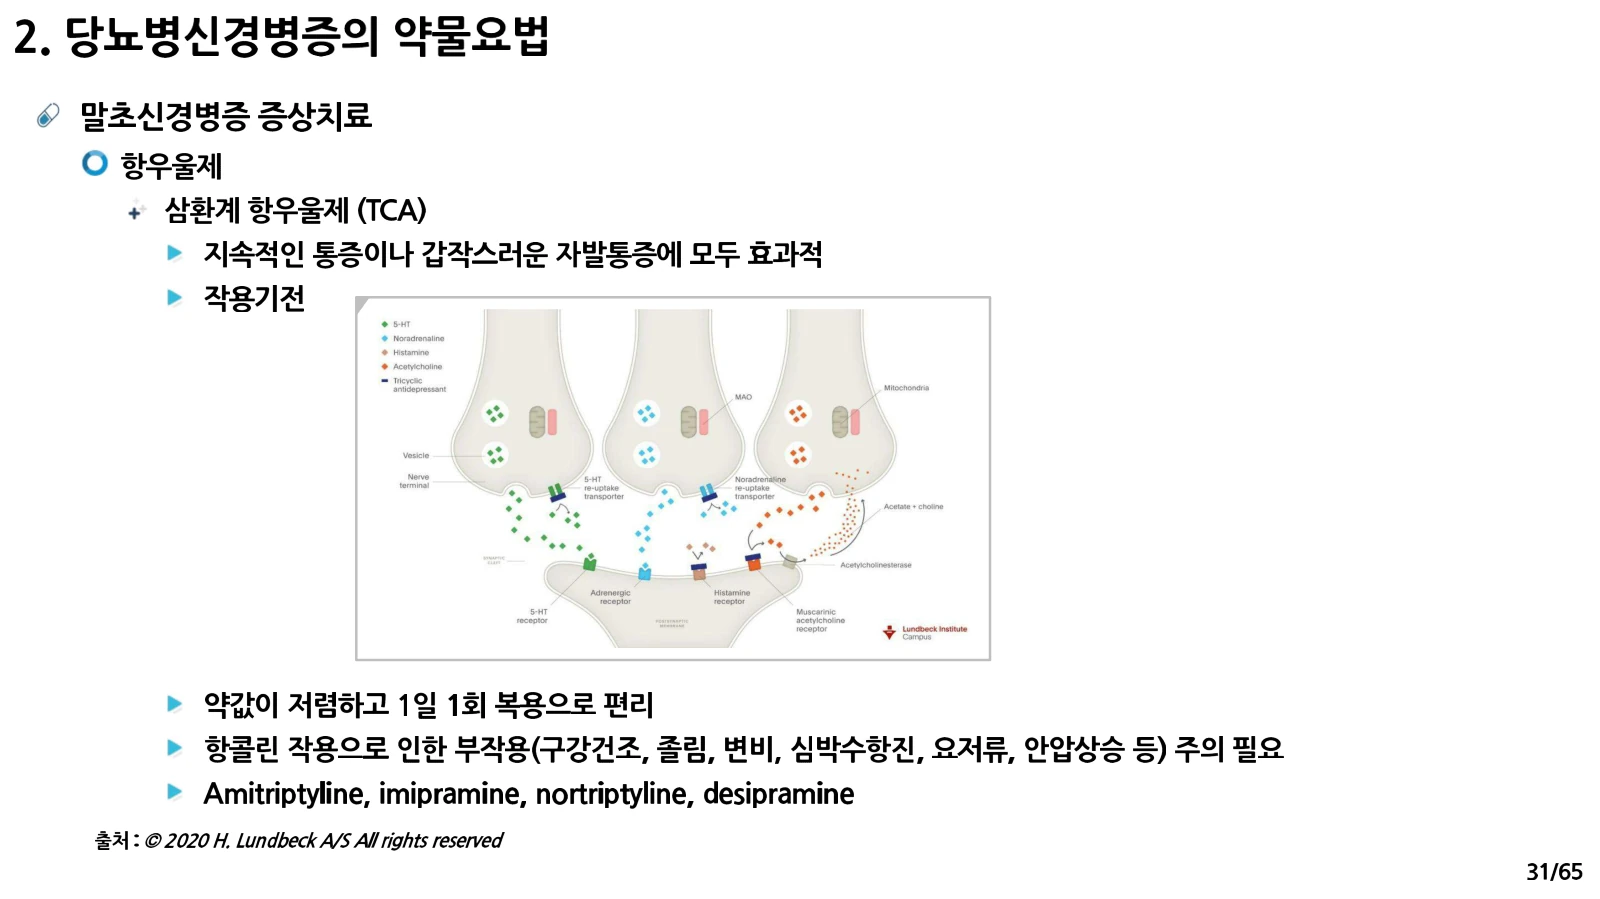 2. 당뇨병신경병증의 약물요법
말초신경병증 증상치료
항우울제
삼환계 항우울제 (TCA)
지속적인 통증이나 갑작스러운 자발통증에 모두 효과적
작용기전
5-HT
Noradrenaline
Histamine
Acetylcholine
Tricyclic
antidepressant
Mitochondria
MAO
Vesicle
Nerve
terminal
5-HT
re-uptake
transporter
Noradrenaline
re-uptake
transporter
Acetate + choline
SYNAPTIC
CLEFT
Acetylcholinesterase
5-HT
receptor
Adrenergic
receptor
Histamine
receptor
Muscarinic
acetylcholine
receptor
POSTSYNAPTIC
MEMBRANE
Lundbeck Institute
Campus
약값이 저렴하고 1일 1회 복용으로 편리
항콜린 작용으로 인한 부작용(구강건조, 졸림, 변비, 심박수항진, 요저류, 안압상승 등) 주의 필요
Amitriptyline, imipramine, nortriptyline, desipramine
출처 : © 2020 H. Lundbeck A/S All rights reserved
31/65